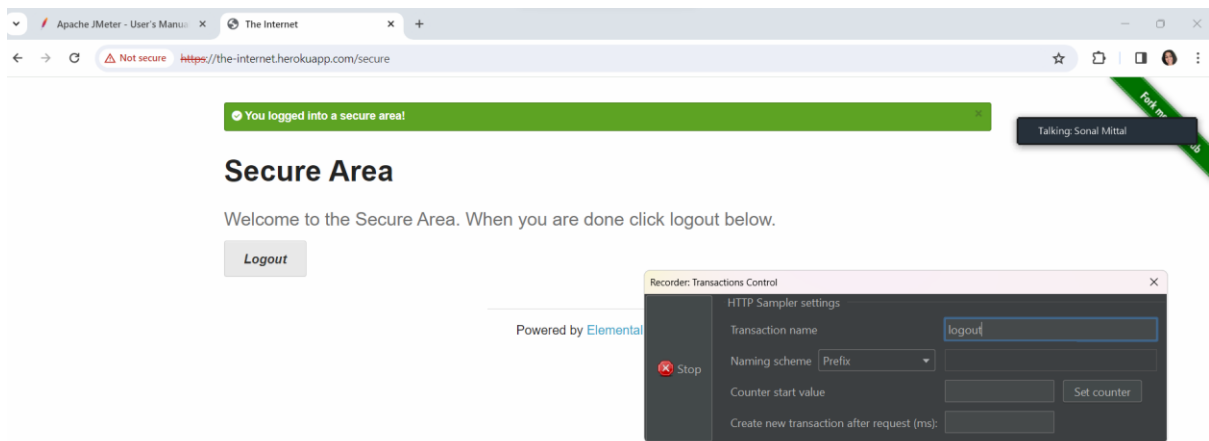 Apache JMeter - User's Manua
The Internet
Not secure https://the-internet.herokuapp.com/secure
You logged into a secure area!
Fork m
ub
Talking: Sonal Mittal
Secure Area
Welcome to the Secure Area. When you are done click logout below.
Logout
Powered by Elemental
Recorder: Transactions Control
HTTP Sampler settings
Transaction name logout
Naming scheme Prefix
Stop
Counter start value Set counter
Create new transaction after request (ms):